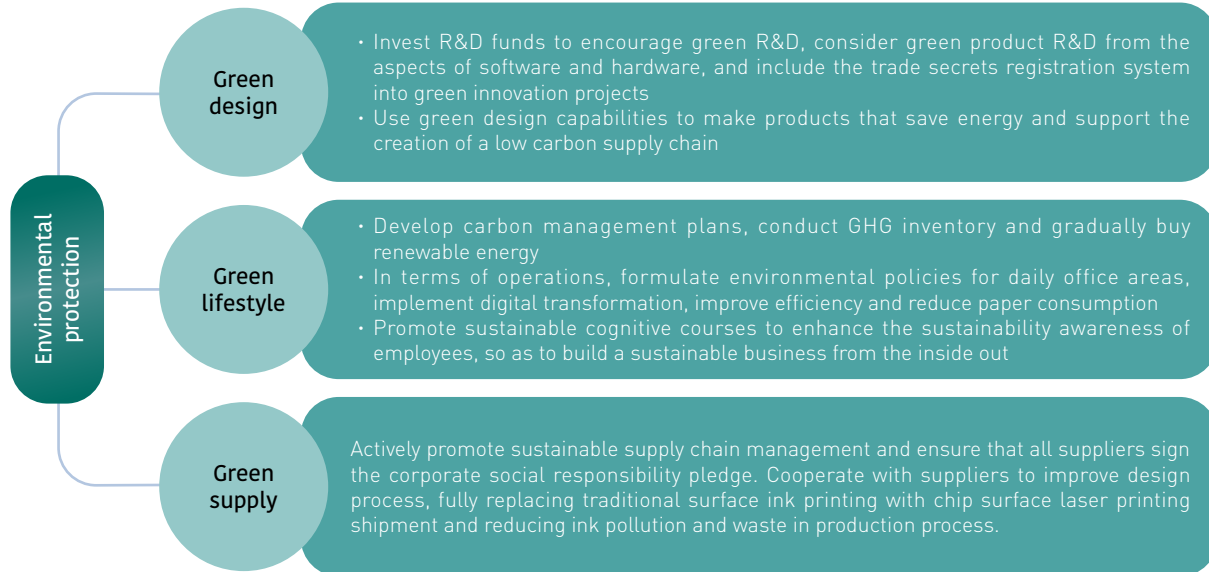 Environmental
protection
Green
design
· Invest R&D funds to encourage green R&D, consider green product R&D from the
aspects of software and hardware, and include the trade secrets registration system
into green innovation projects
· Use green design capabilities to make products that save energy and support the
creation of a low carbon supply chain
Green
lifestyle
· Develop carbon management plans, conduct GHG inventory and gradually buy
renewable energy
· In terms of operations, formulate environmental policies for daily office areas,
implement digital transformation, improve efficiency and reduce paper consumption
· Promote sustainable cognitive courses to enhance the sustainability awareness of
employees, so as to build a sustainable business from the inside out
Green
supply
Actively promote sustainable supply chain management and ensure that all suppliers sign
the corporate social responsibility pledge. Cooperate with suppliers to improve design
process, fully replacing traditional surface ink printing with chip surface laser printing
shipment and reducing ink pollution and waste in production process.